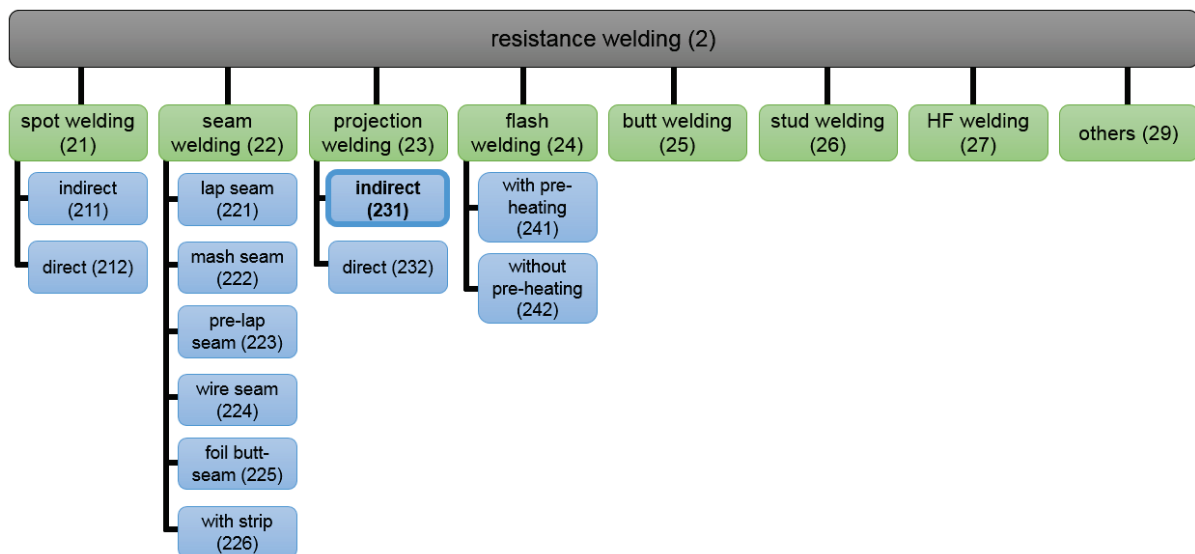 resistance welding (2)
spot welding
(21)
seam
welding (22)
projection
welding (23)
flash
welding (24)
butt welding
(25)
stud welding
(26)
HF welding
(27)
others (29)
indirect
(211)
direct (212)
lap seam
(221)
mash seam
(222)
pre-lap
seam (223)
wire seam
(224)
foil butt-
seam (225)
with strip
(226)
indirect
(231)
direct (232)
with pre-
heating
(241)
without
pre-heating
(242)